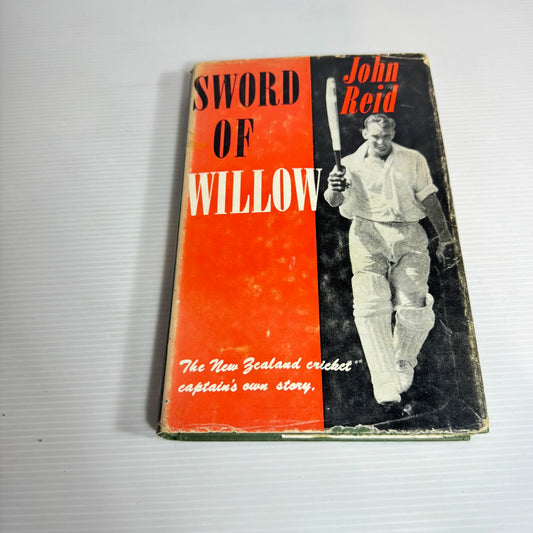 SWORD
OF
WILLOW
John
Reid
The New Zealand cricket
captain's own story.